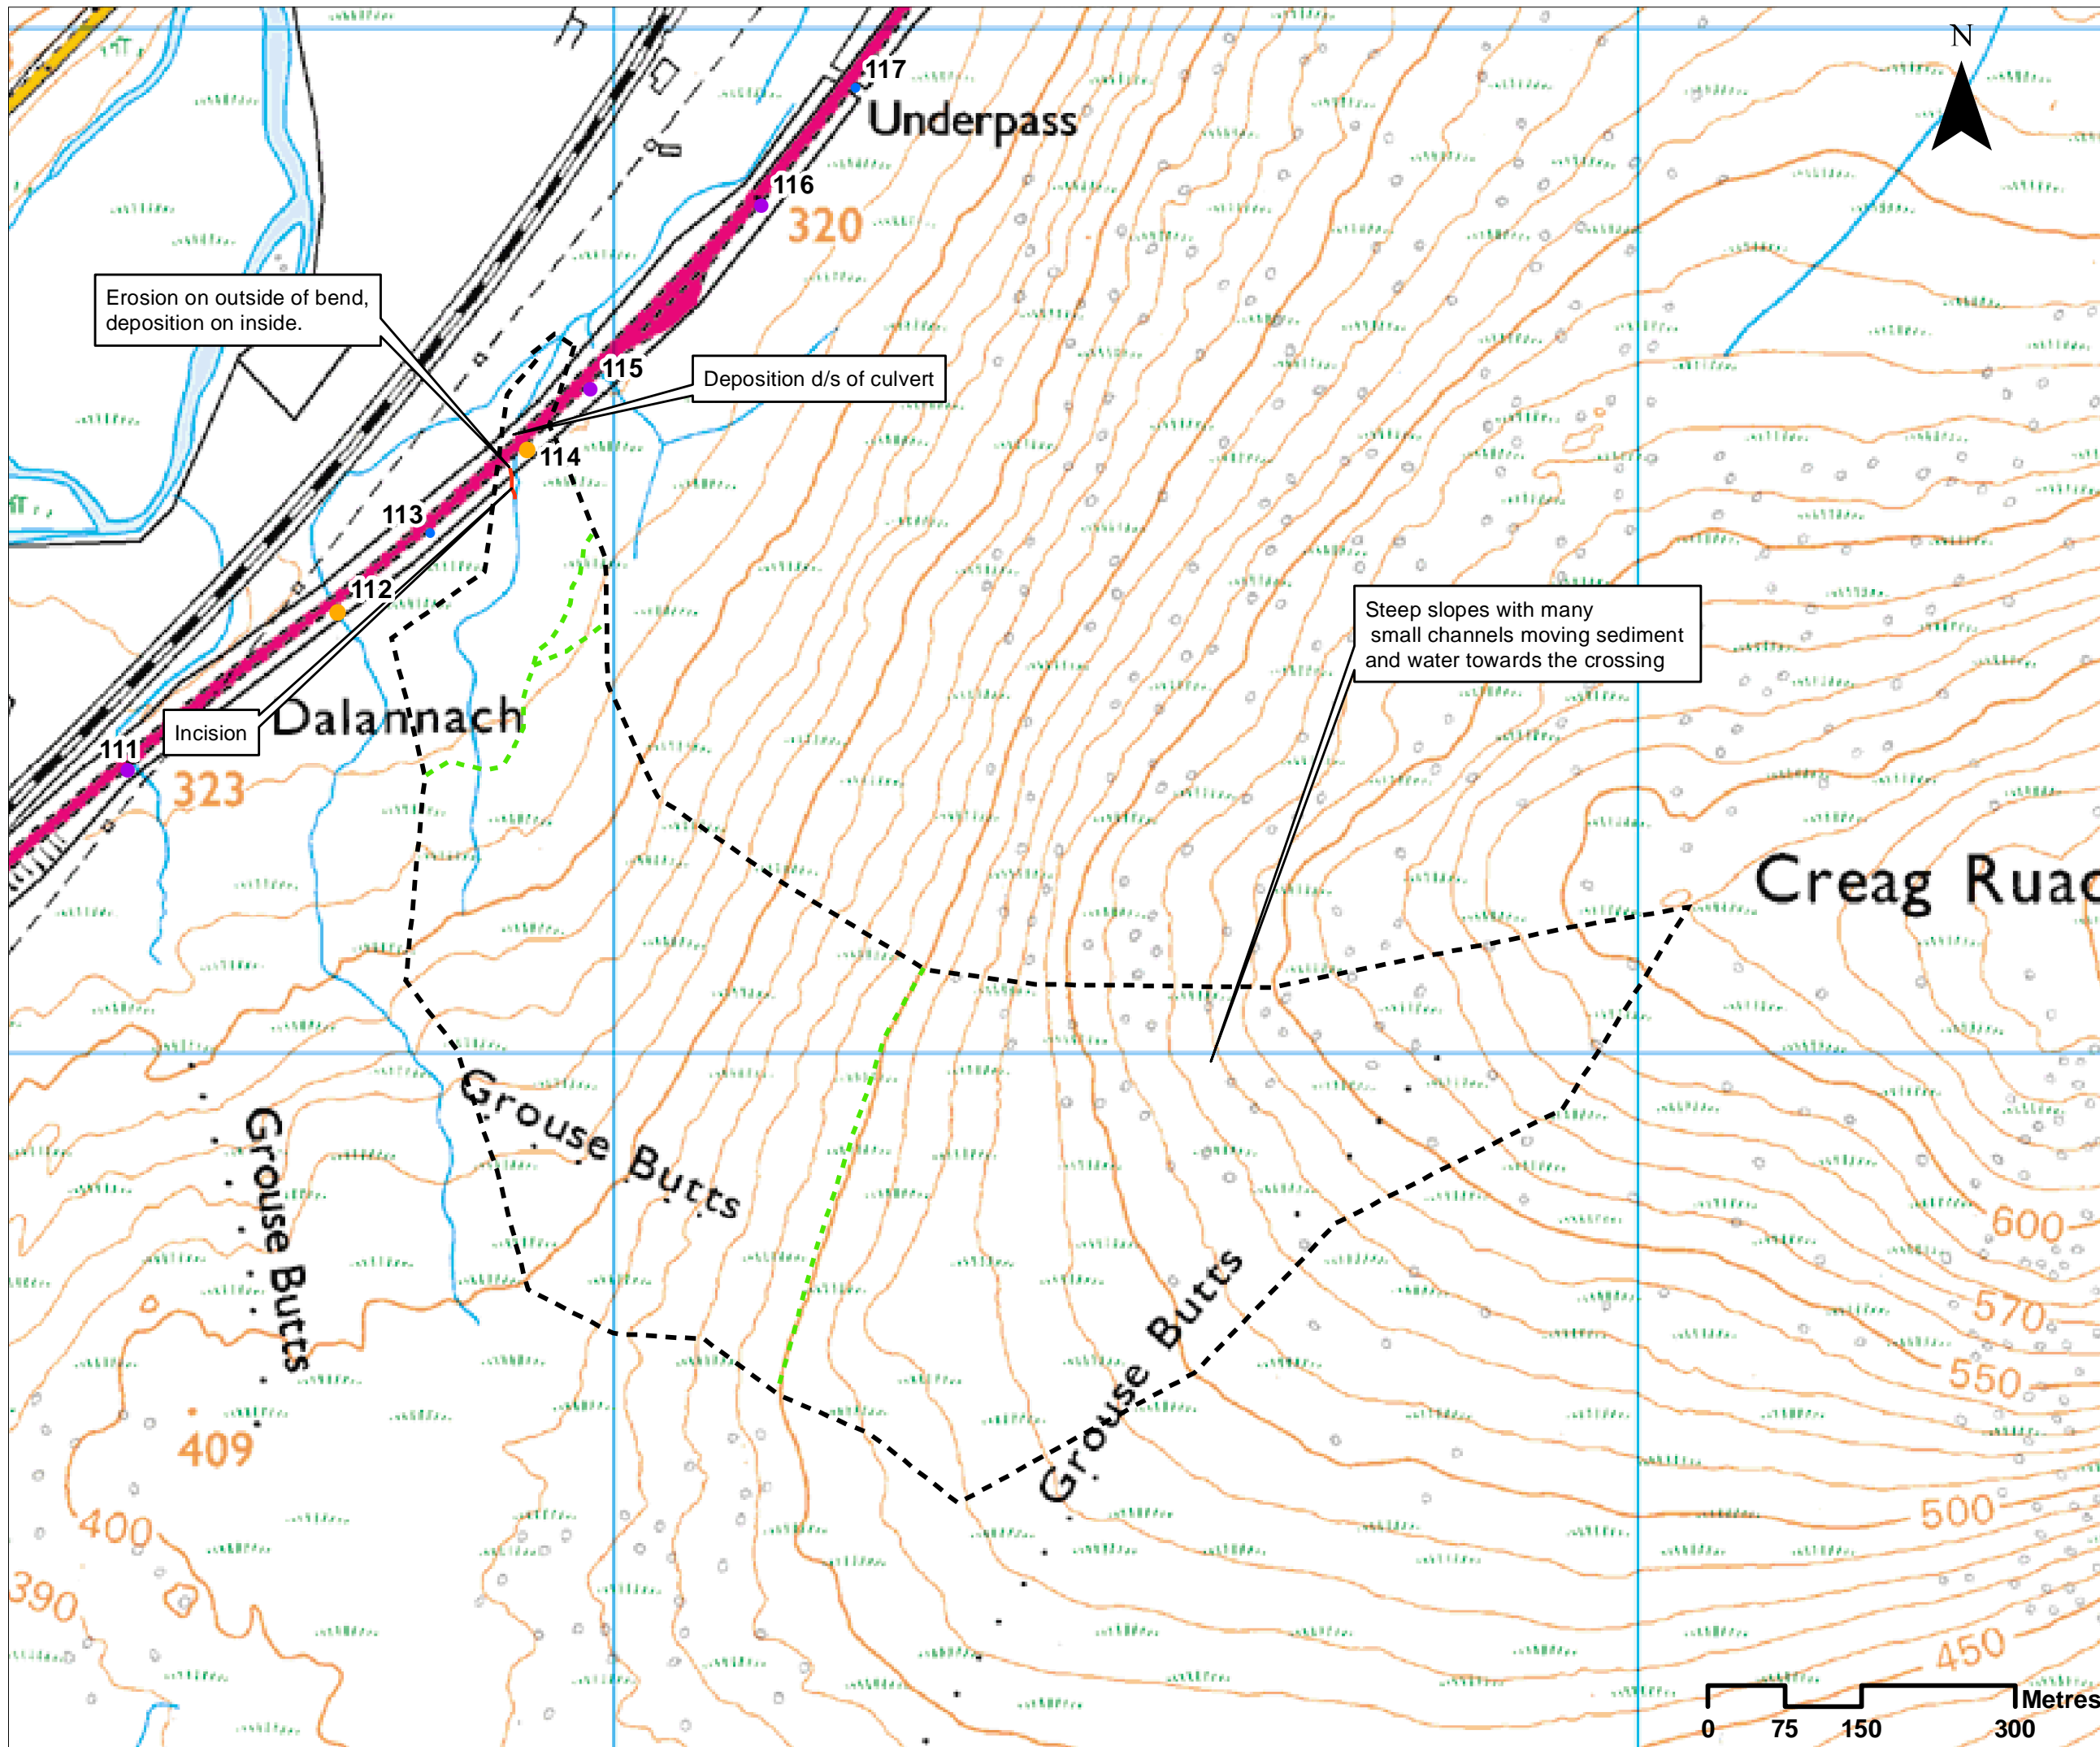 N
117
Underpass
116
320
Erosion on outside of bend,
deposition on inside.
115
Deposition d/s of culvert
114
113
112
Steep slopes with many
small channels moving sediment
and water towards the crossing
Dalannach
Incision
111
323
Creag Ruad
Grouse Butts
Grouse Butts
600
Grouse Butts
570
550
409
500
400
390
450
Metres
0 75 150 300